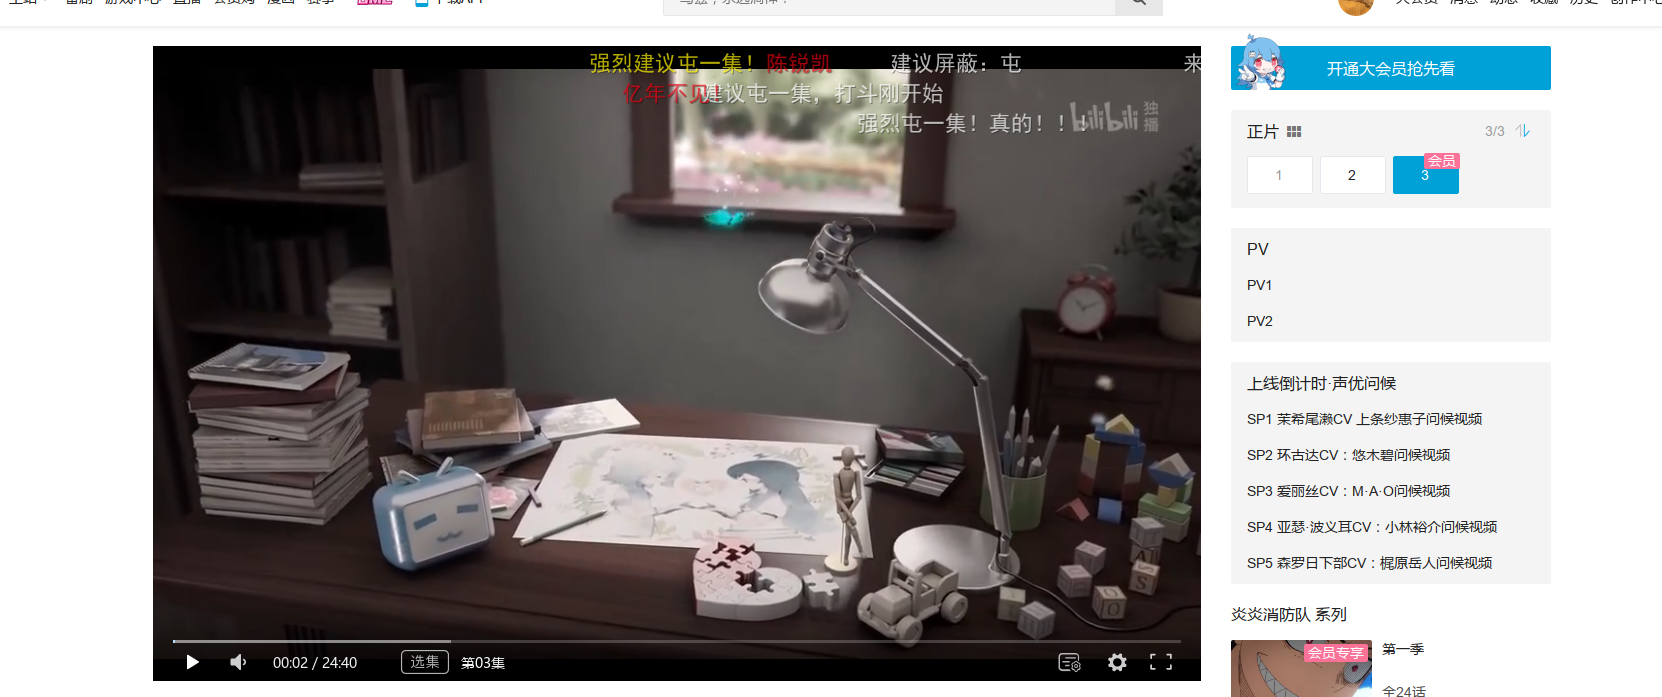 强烈建议屯一集！陈锐凯
建议屏蔽：屯
来
亿年不见
建议屯一集，打斗刚开始
强烈屯一集！真的！！！
bilibili 独播
00:02 / 24:40
选集
第03集
开通大会员抢先看
正片
3/3
1
2
3
会员
PV
PV1
PV2
上线倒计时·声优问候
SP1 茉希尾濑CV 上条纱惠子问候视频
SP2 环古达CV：悠木碧问候视频
SP3 爱丽丝CV：M·A·O问候视频
SP4 亚瑟·波义耳CV：小林裕介问候视频
SP5 森罗日下部CV：梶原岳人问候视频
炎炎消防队 系列
会员专享
第一季
全24话